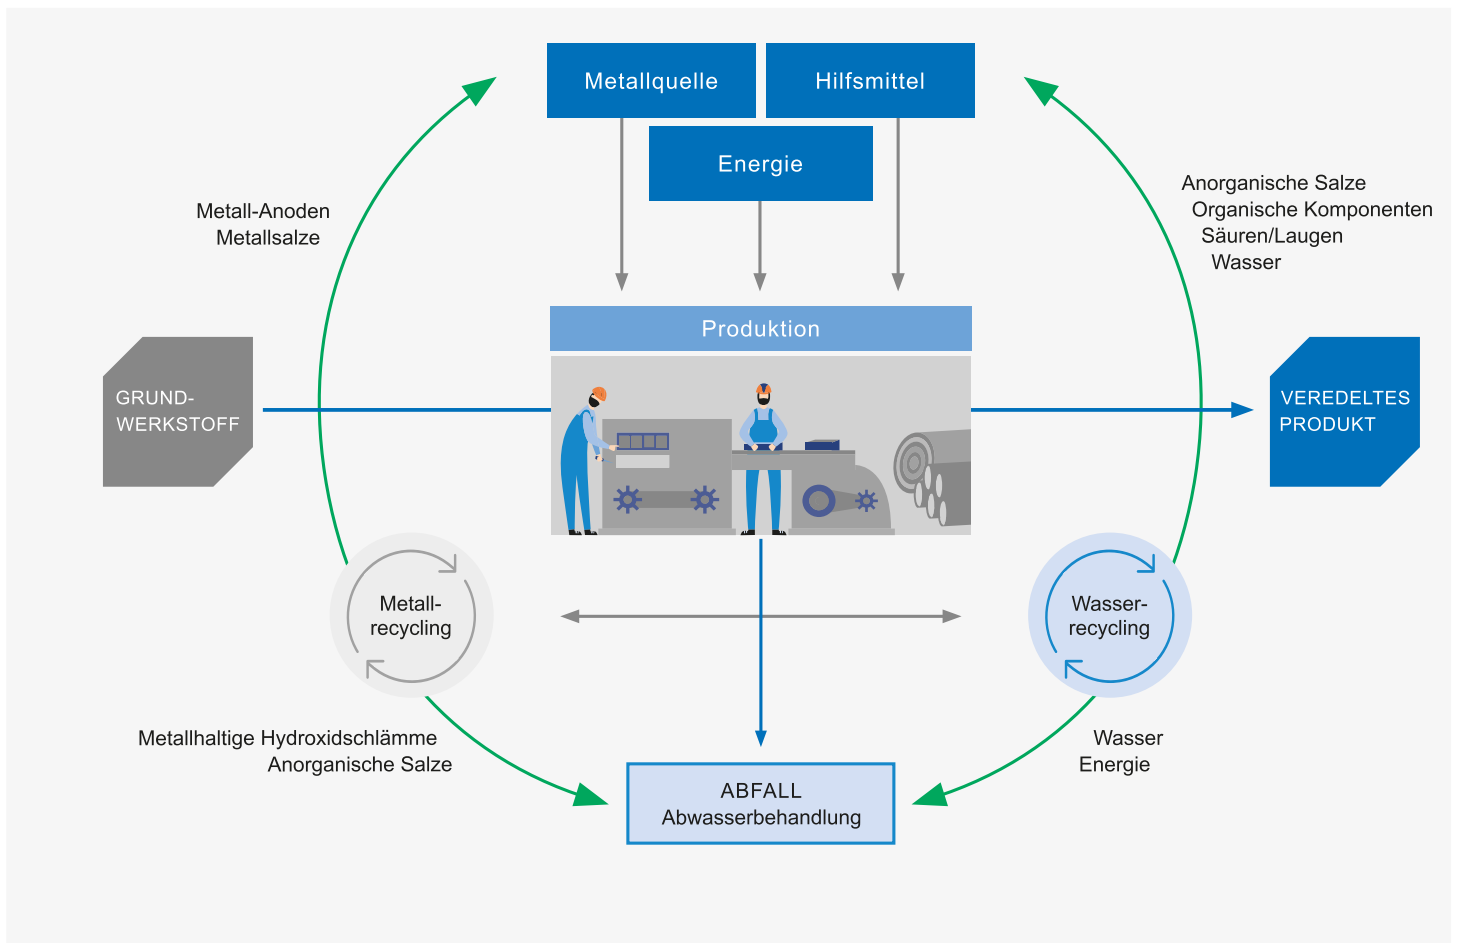 Metallquelle
Hilfsmittel
Energie
Metall-Anoden
Metallsalze
Anorganische Salze
Organische Komponenten
Säuren/Laugen
Wasser
Produktion
GRUND-
WERKSTOFF
VEREDELTES
PRODUKT
Metall-
recycling
Wasser-
recycling
Metallhaltige Hydroxidschlämme
Anorganische Salze
Wasser
Energie
ABFALL
Abwasserbehandlung